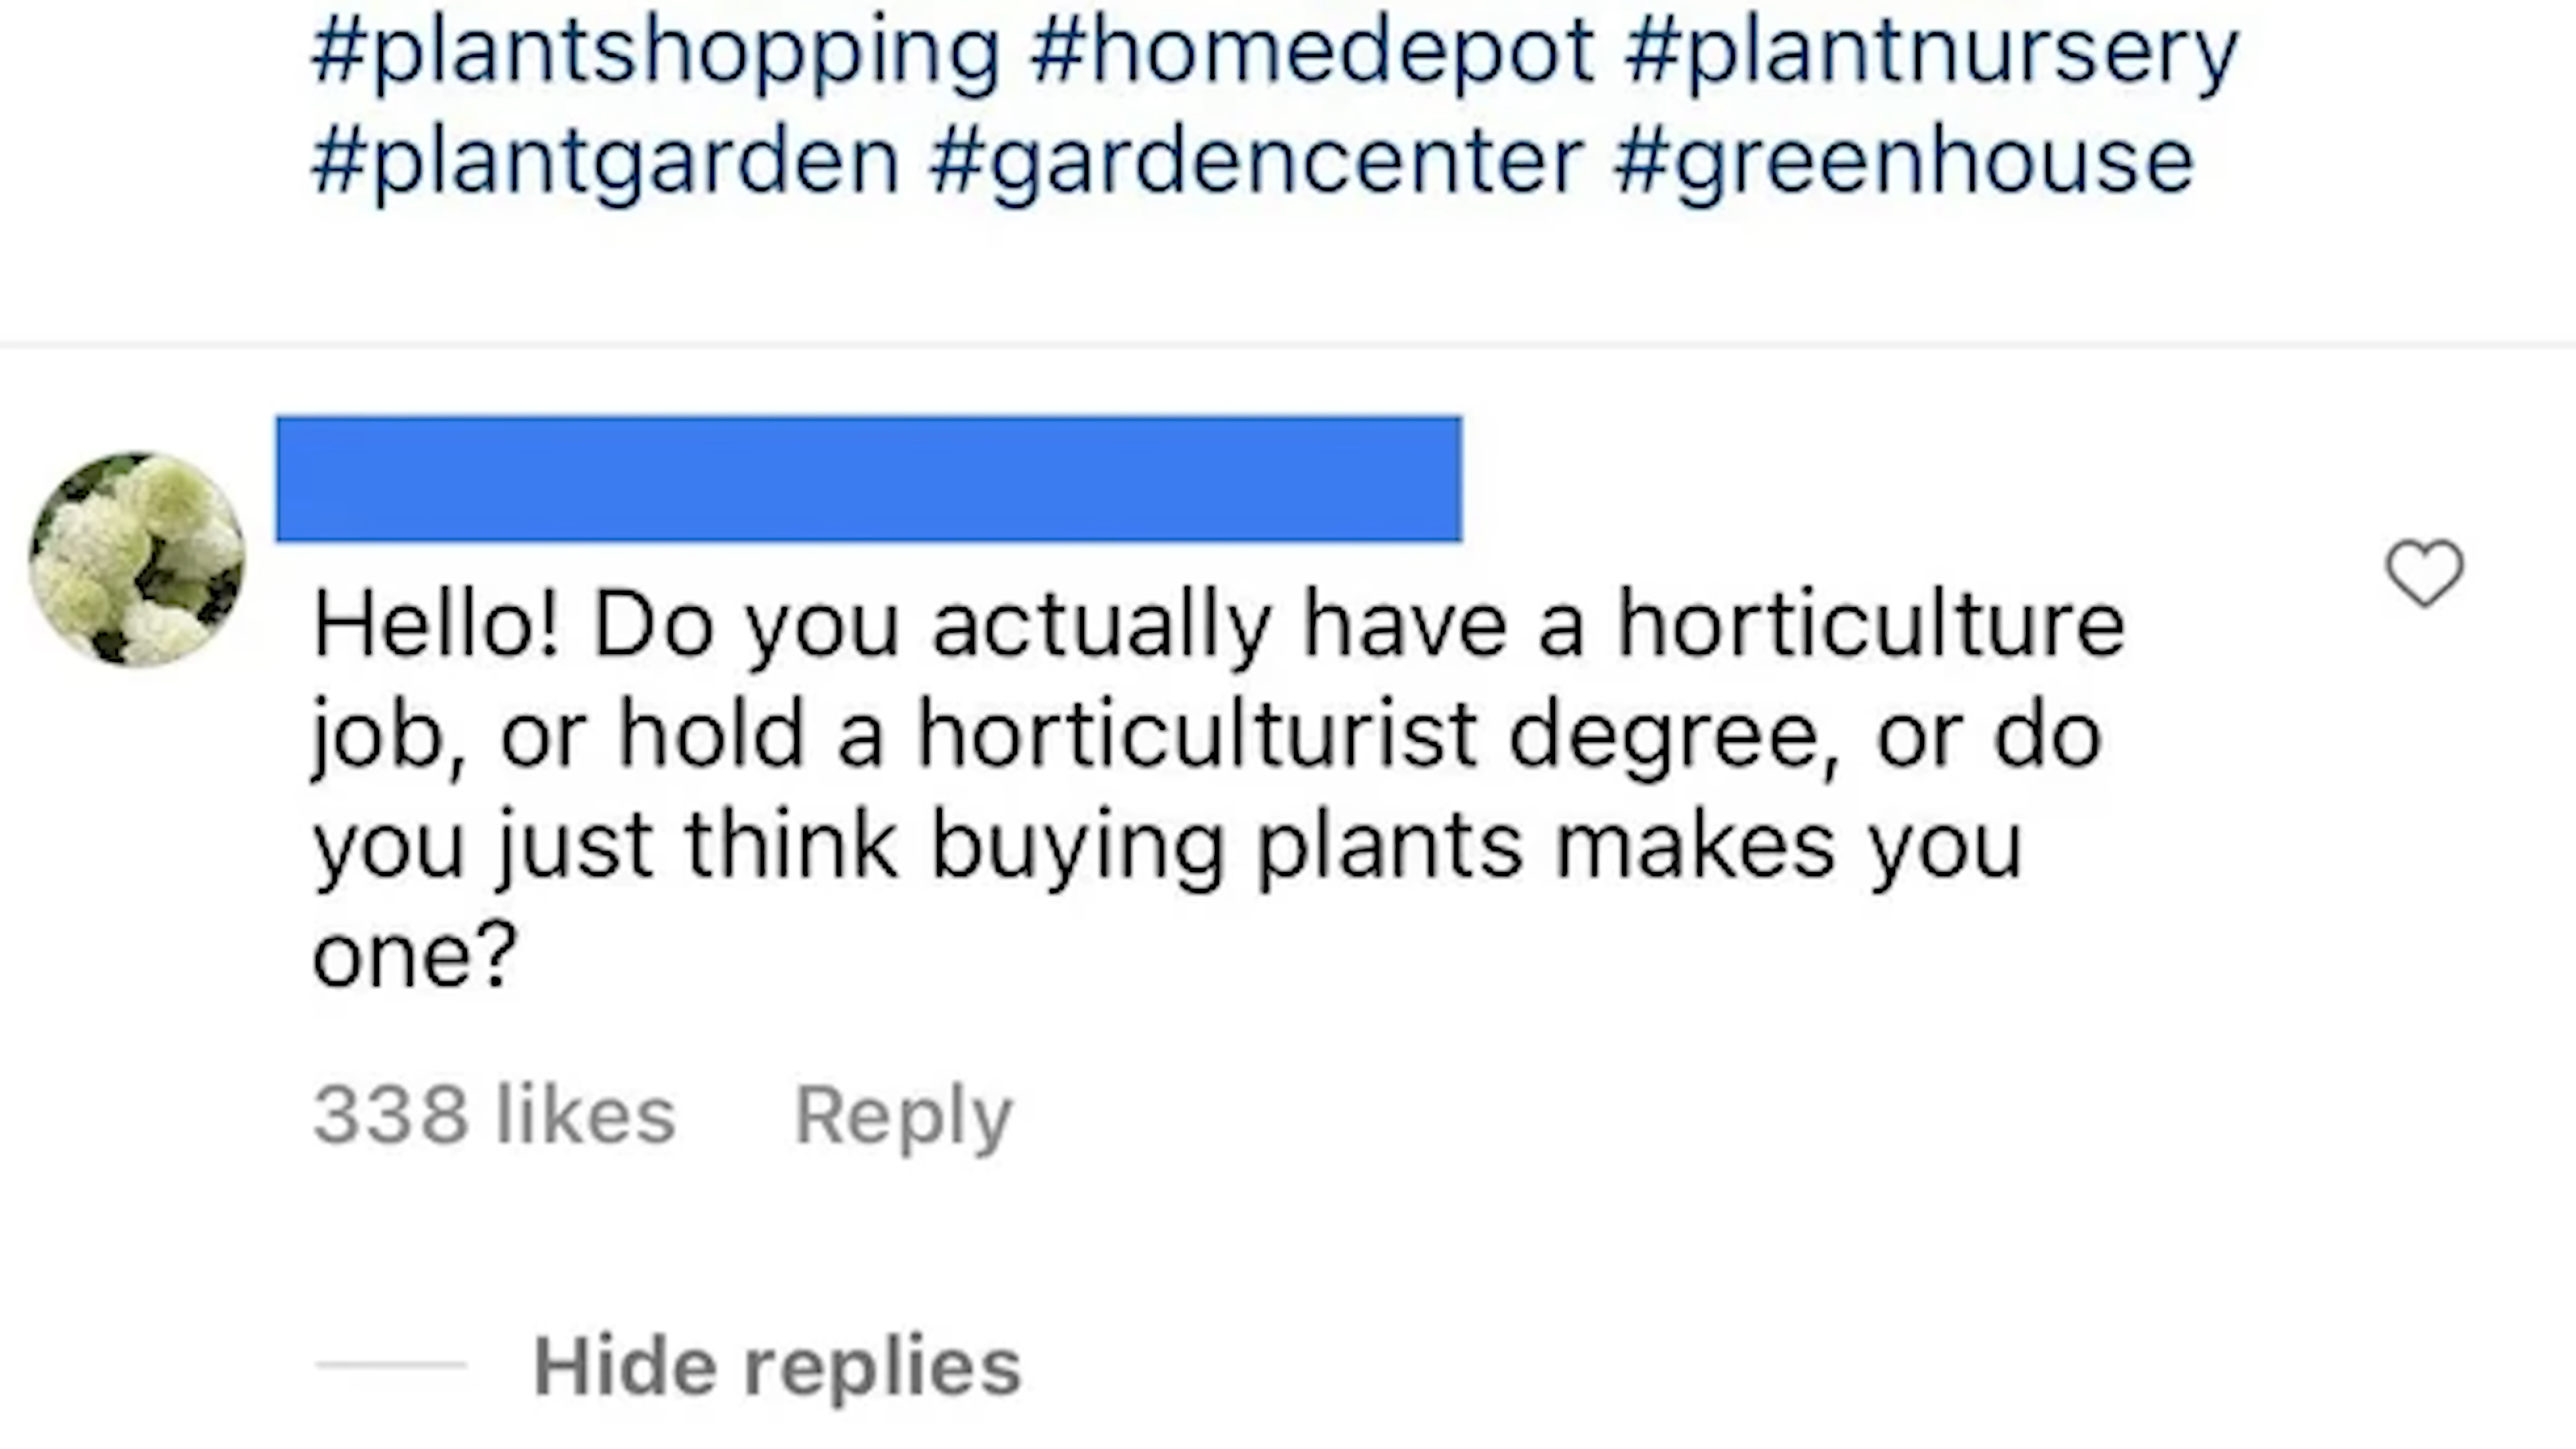 #plantshopping #homedepot #plantnursery
#plantgarden #gardencenter #greenhouse
Hello! Do you actually have a horticulture
job, or hold a horticulturist degree, or do
you just think buying plants makes you
one?
338 likes Reply
Hide replies